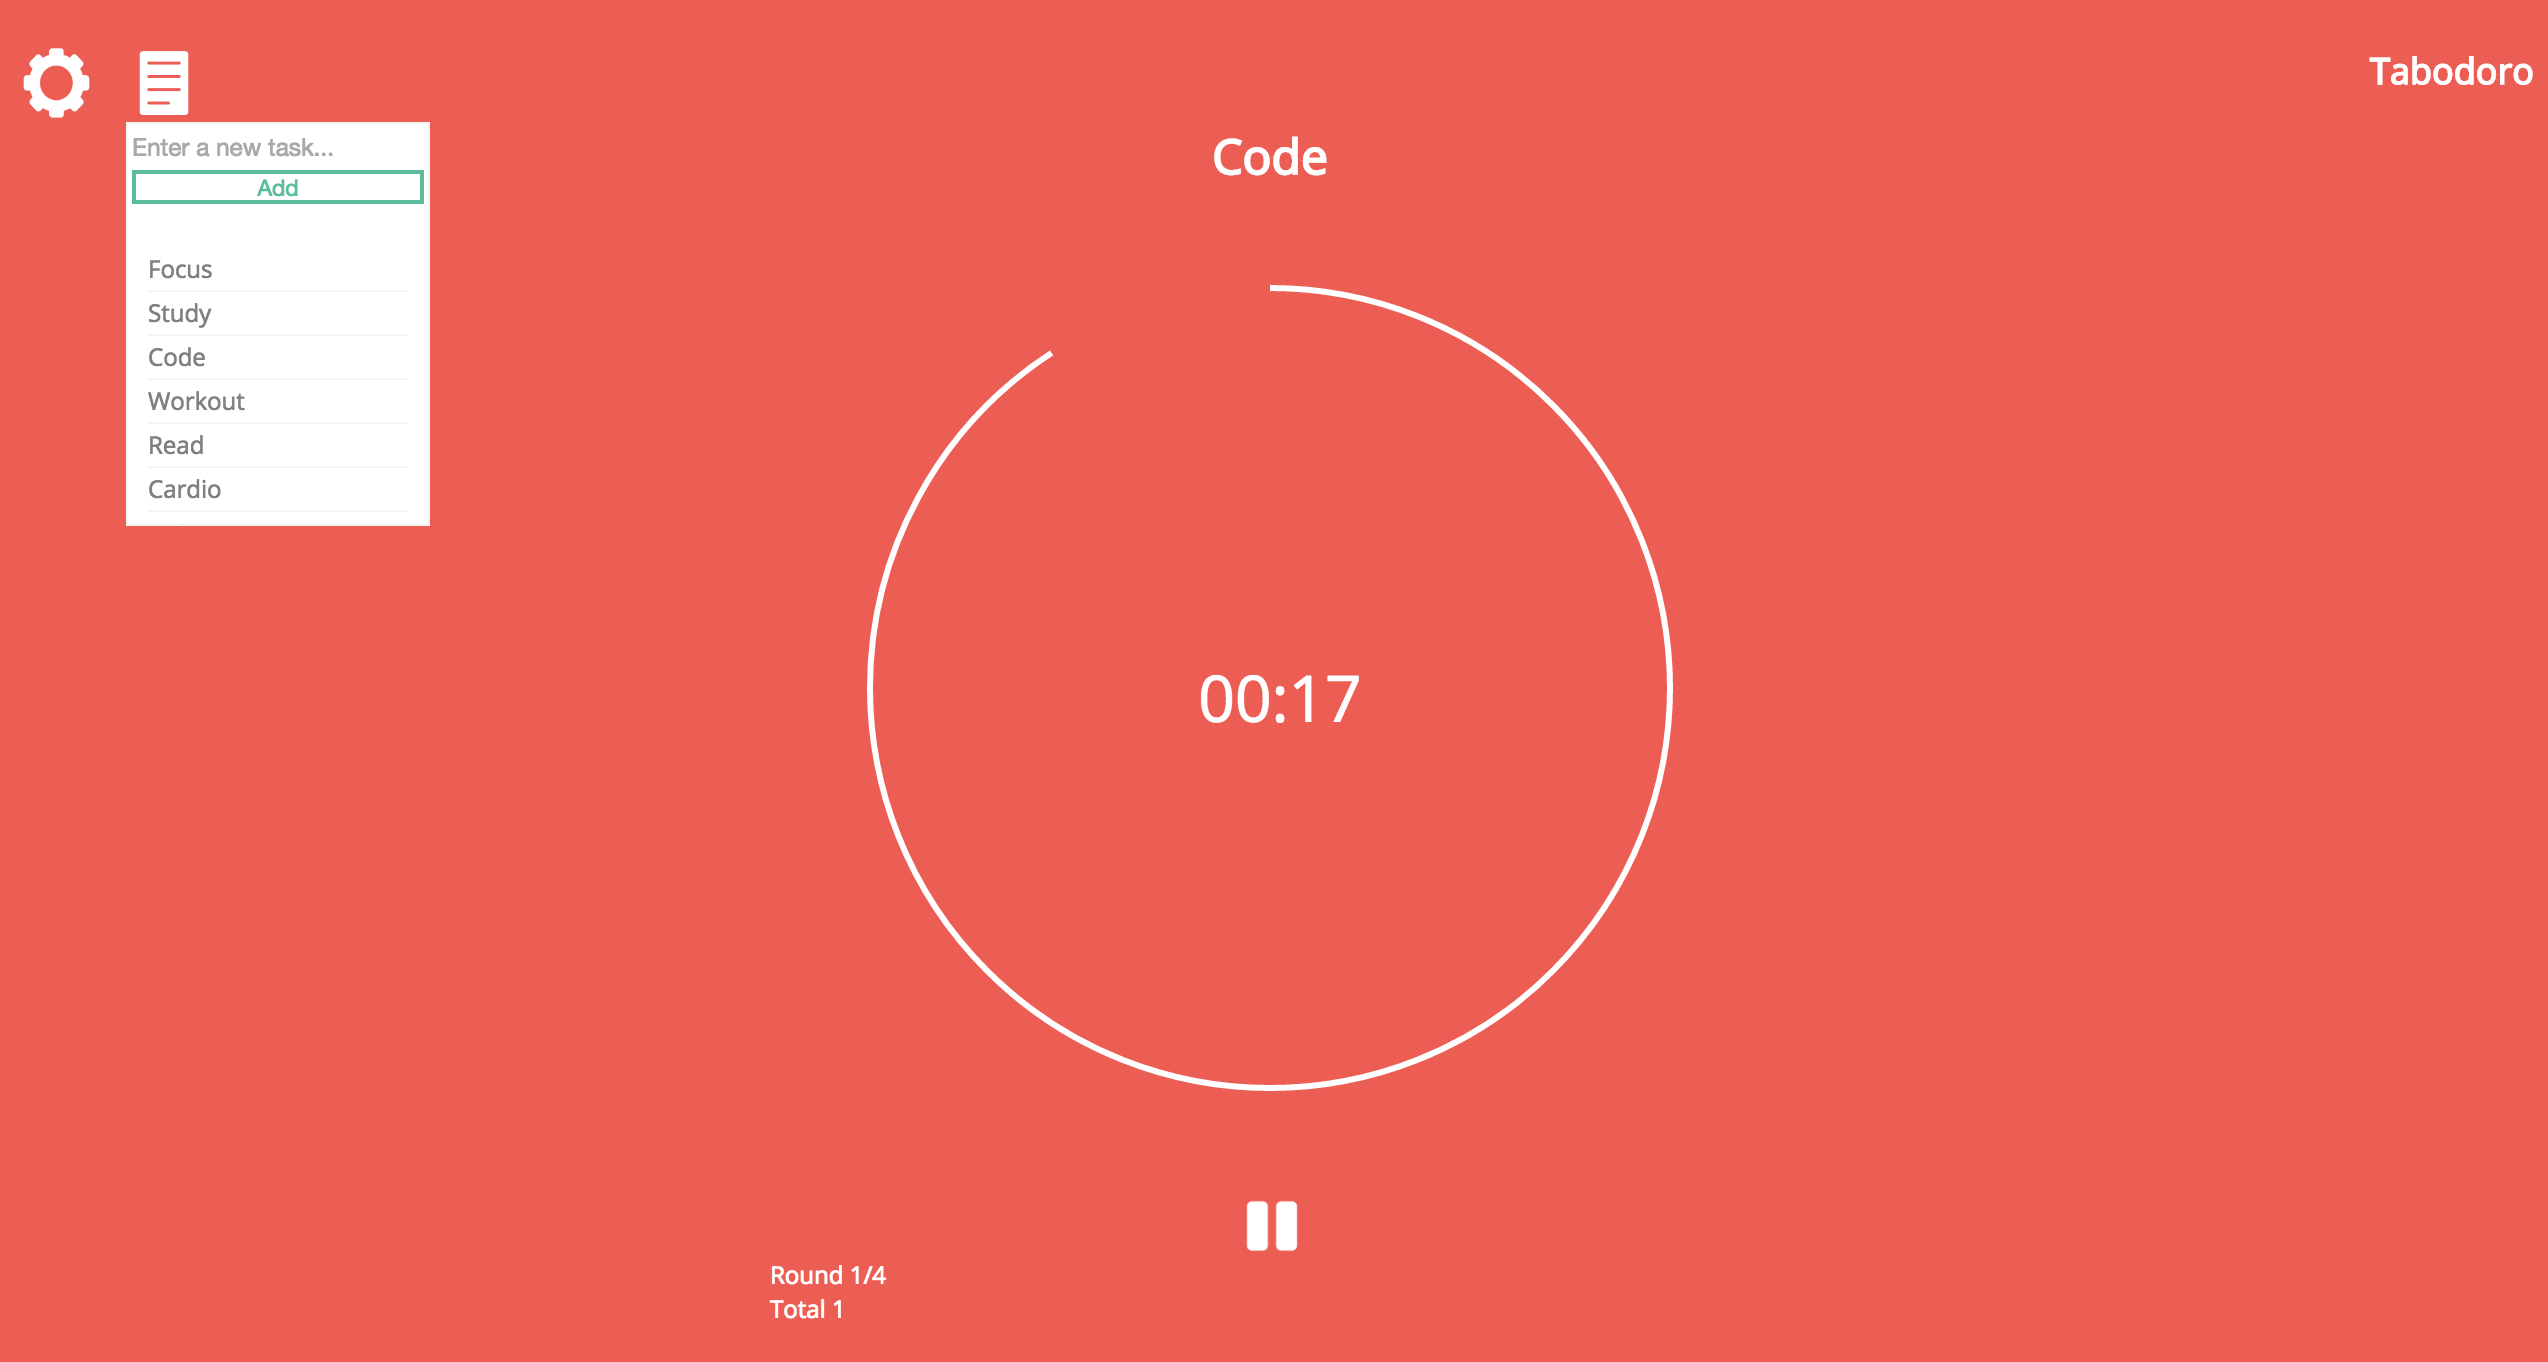 Tabodoro
Enter a new task...
Add
Focus
Study
Code
Workout
Read
Cardio
Code
00:17
Round 1/4
Total 1